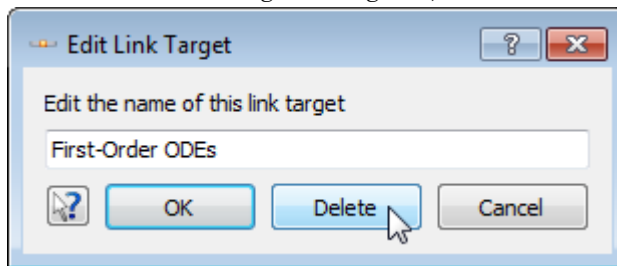 Edit Link Target
Edit the name of this link target
First-Order ODEs
OK Delete Cancel